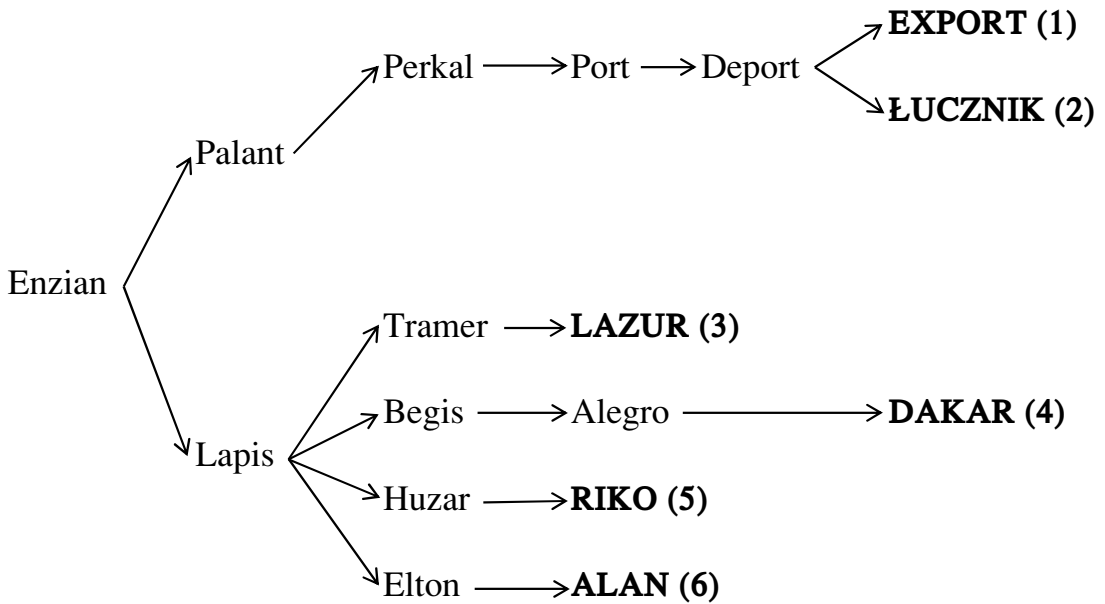 EXPORT (1)
Perkal Port Deport
ŁUCZNIK (2)
Palant
Enzian
Tramer LAZUR (3)
Begis Alegro DAKAR (4)
Lapis
Huzar RIKO (5)
Elton ALAN (6)